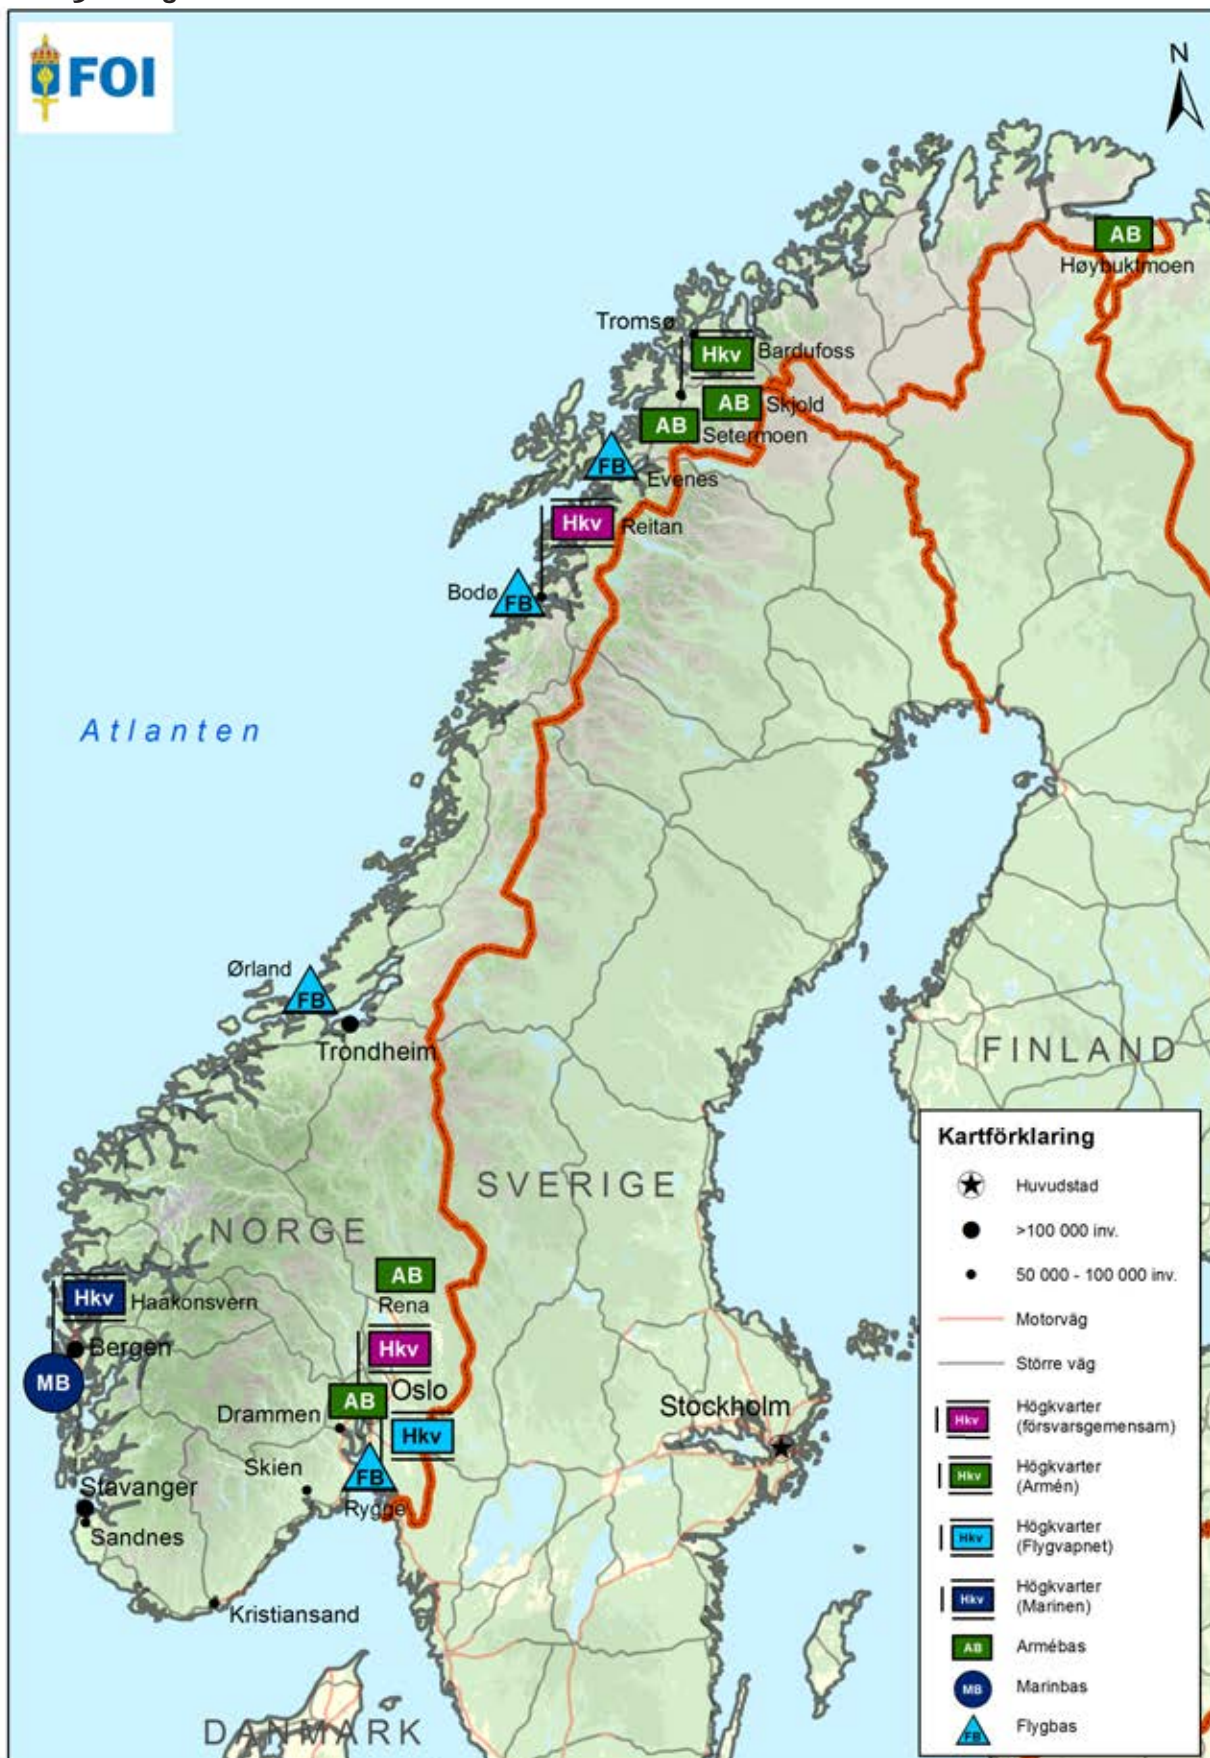 FOI
N
AB
Høybuktmoen
Tromsø
Hkv
Bardufoss
AB
Skjold
AB
Setermoen
FB
Evenes
Hkv
Reitan
Bodø
FB
Atlanten
Ørland
FB
Trondheim
FINLAND
SVERIGE
NORGE
AB
Rena
Hkv
Haakonsvern
Bergen
MB
Hkv
Oslo
AB
Drammen
Hkv
Stockholm
Skien
FB
Rygge
Stavanger
Sandnes
Kristiansand
DANMARK
Kartförklaring
Huvudstad
>100 000 inv.
50 000 - 100 000 inv.
Motorväg
Större väg
Hkv
Högkvarter
(försvarsgemensam)
Hkv
Högkvarter
(Armén)
Hkv
Högkvarter
(Flygvapnet)
Hkv
Högkvarter
(Marinen)
AB
Armébas
MB
Marinbas
FB
Flygbas